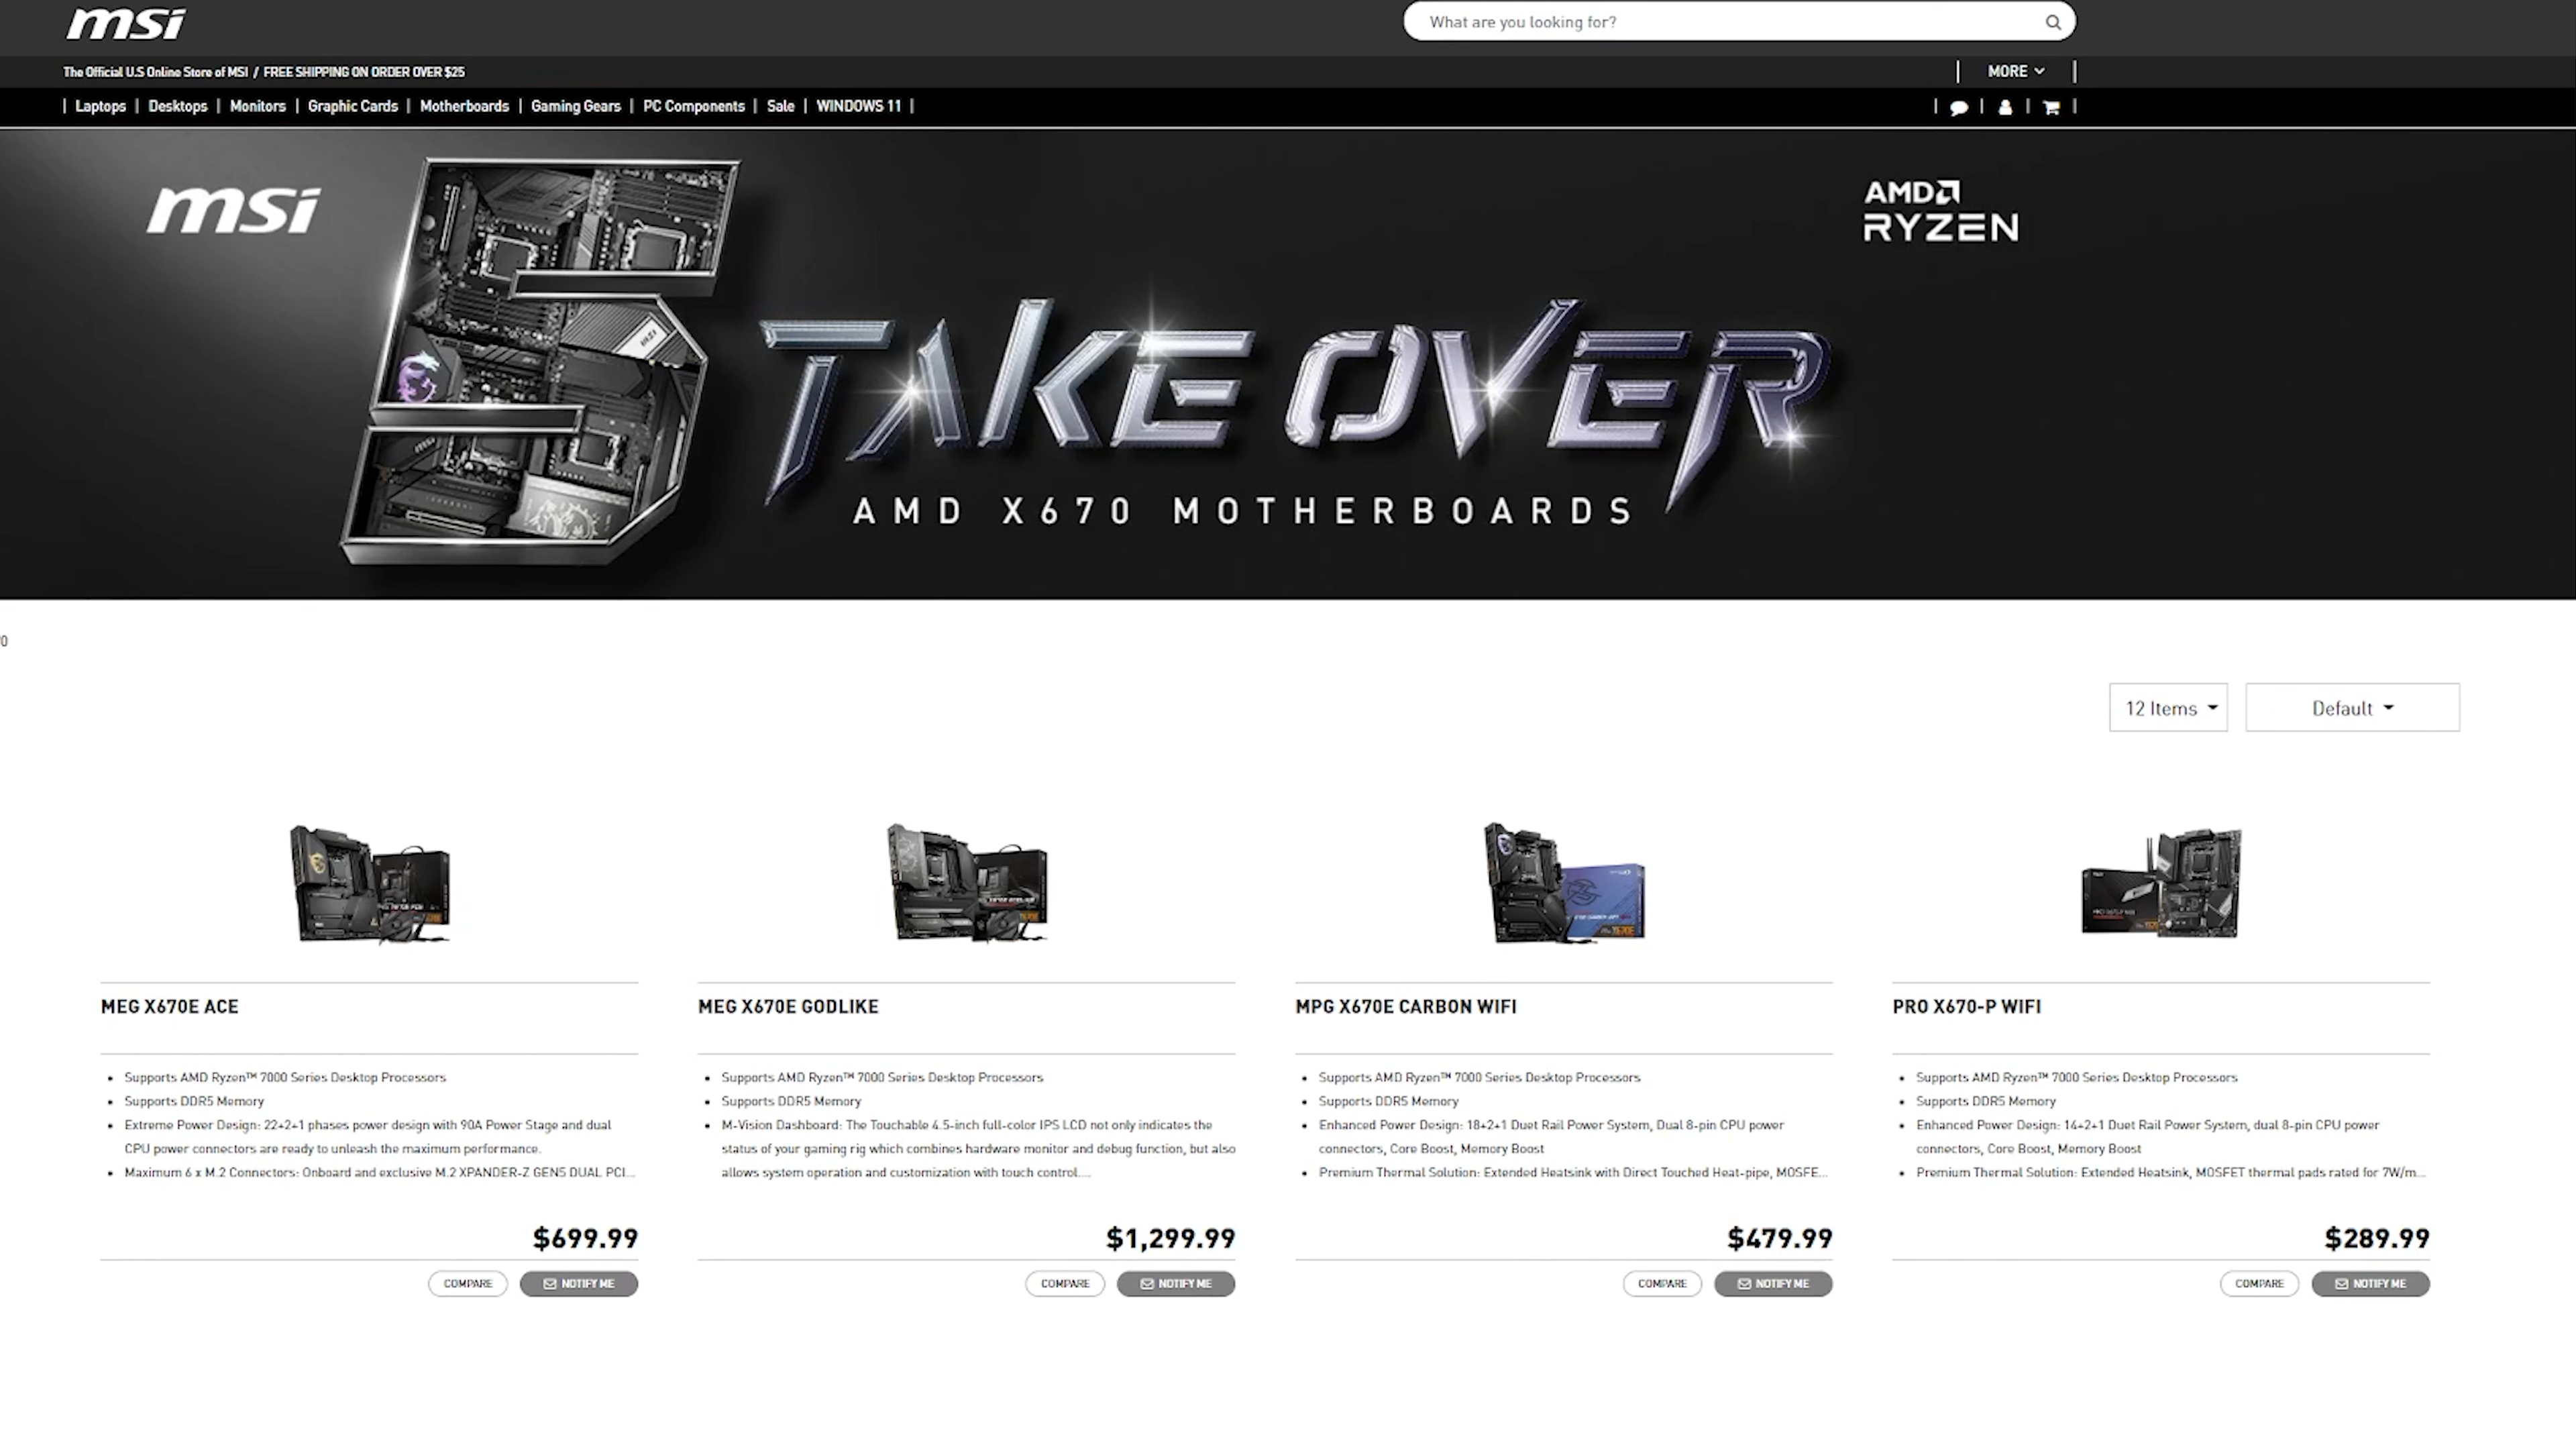 msi
What are you looking for?
The Official U.S Online Store of MSI / FREE SHIPPING ON ORDER OVER $25
MORE
| Laptops | Desktops | Monitors | Graphic Cards | Motherboards | Gaming Gears | PC Components | Sale | WINDOWS 11 |
msi
AMD
RYZEN
5
TAKE OVER
AMD X670 MOTHERBOARDS
12 Items
Default
MEG X670E ACE
• Supports AMD Ryzen™ 7000 Series Desktop Processors
• Supports DDR5 Memory
• Extreme Power Design: 22+2+1 phases power design with 90A Power Stage and dual
CPU power connectors are ready to unleash the maximum performance.
• Maximum 6 x M.2 Connectors: Onboard and exclusive M.2 XPANDER-Z GEN5 DUAL PCI...
$699.99
COMPARE
NOTIFY ME
MEG X670E GODLIKE
• Supports AMD Ryzen™ 7000 Series Desktop Processors
• Supports DDR5 Memory
• M-Vision Dashboard: The Touchable 4.5-inch full-color IPS LCD not only indicates the
status of your gaming rig which combines hardware monitor and debug function, but also
allows system operation and customization with touch control....
$1,299.99
COMPARE
NOTIFY ME
MPG X670E CARBON WIFI
• Supports AMD Ryzen™ 7000 Series Desktop Processors
• Supports DDR5 Memory
• Enhanced Power Design: 18+2+1 Duet Rail Power System, Dual 8-pin CPU power
connectors, Core Boost, Memory Boost
• Premium Thermal Solution: Extended Heatsink with Direct Touched Heat-pipe, MOSFE...
$479.99
COMPARE
NOTIFY ME
PRO X670-P WIFI
• Supports AMD Ryzen™ 7000 Series Desktop Processors
• Supports DDR5 Memory
• Enhanced Power Design: 14+2+1 Duet Rail Power System, dual 8-pin CPU power
connectors, Core Boost, Memory Boost
• Premium Thermal Solution: Extended Heatsink, MOSFET thermal pads rated for 7W/m...
$289.99
COMPARE
NOTIFY ME